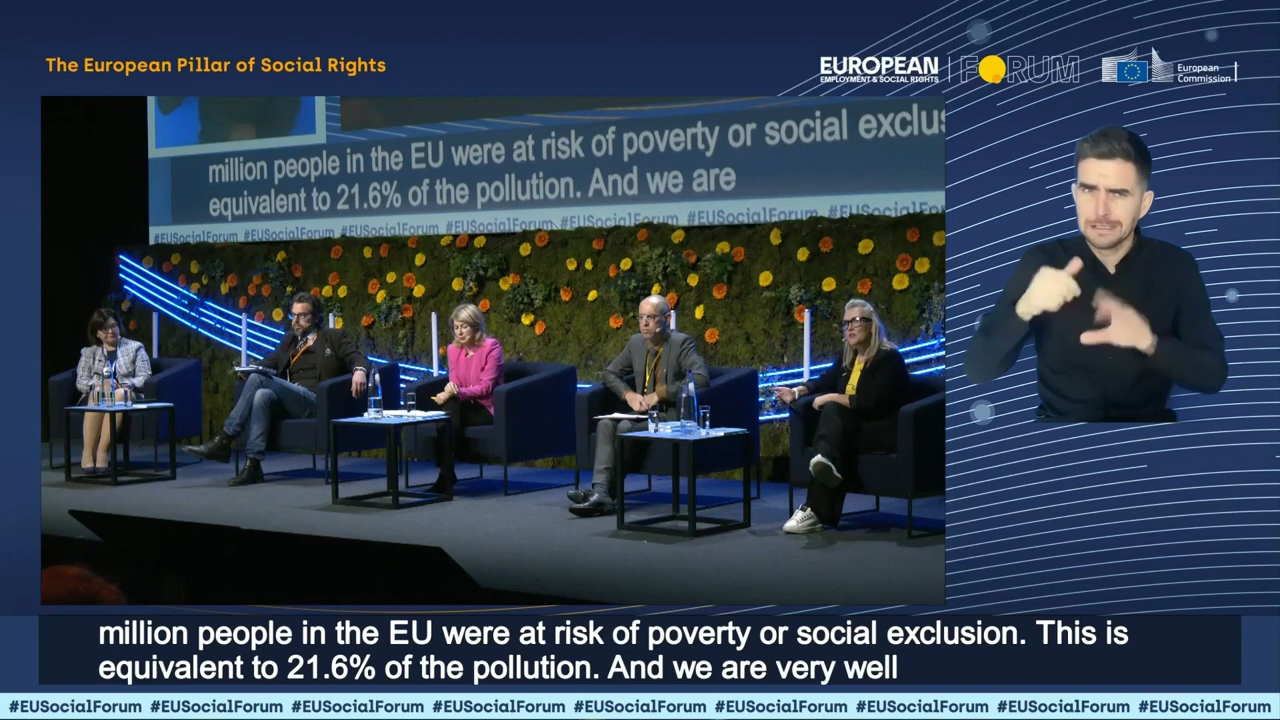 The European Pillar of Social Rights
EUROPEAN
EMPLOYMENT & SOCIAL RIGHTS
FORUM
European
Commission
million people in the EU were at risk of poverty or social exclus
equivalent to 21.6% of the pollution. And we are
#EUSocialForum #EUSocialForum #EUSocialForum #EUSocialForum #EUSocialForum #EUSocialForum
million people in the EU were at risk of poverty or social exclusion. This is
equivalent to 21.6% of the pollution. And we are very well
#EUSocialForum #EUSocialForum #EUSocialForum #EUSocialForum #EUSocialForum #EUSocialForum #EUSocialForum #EUSocialForum #EUSocialForum